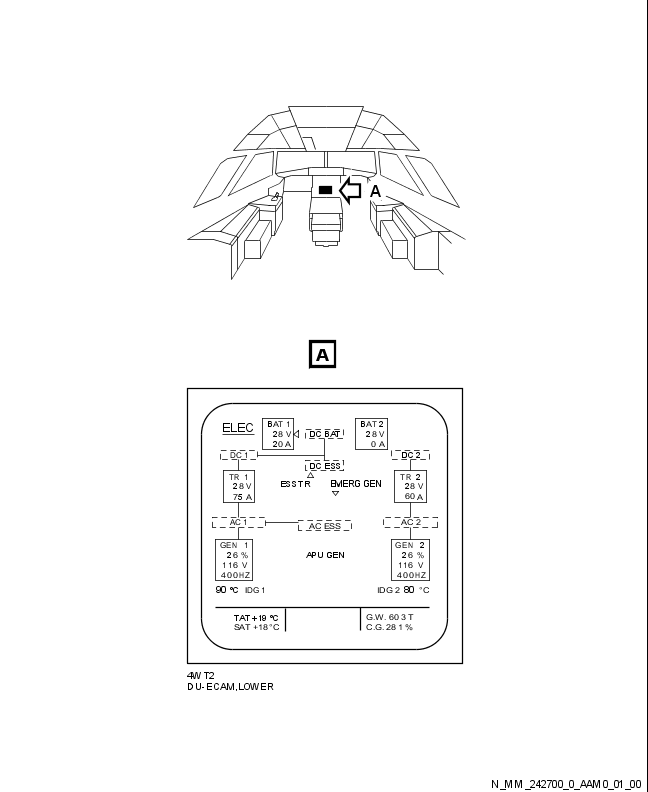 A
A
ELEC
BAT 1
28 V
20 A
DC BAT
BAT 2
28 V
0 A
DC 1
DC ESS
DC 2
TR 1
28 V
75 A
ESS TR
EMERG GEN
TR 2
28 V
60 A
AC 1
AC ESS
AC 2
GEN 1
26 %
116 V
400HZ
APU GEN
GEN 2
26 %
116 V
400HZ
90 °C IDG 1
IDG 2 80 °C
TAT +19 °C
SAT +18 °C
G.W. 60 3 T
C.G. 28 1 %
4WT2
DU-ECAM,LOWER
N_MM_242700_0_AAM0_01_00